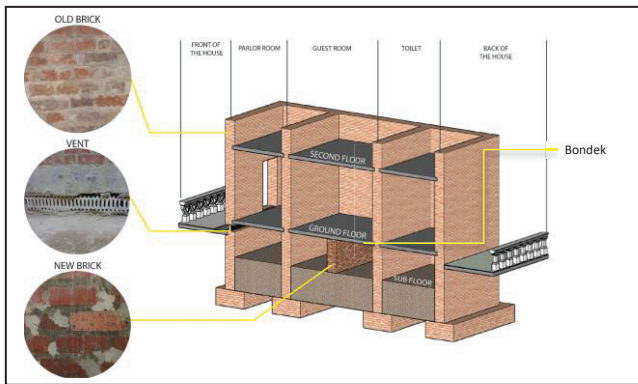 OLD BRICK
FRONT OF
THE HOUSE
PARLOR ROOM
GUEST ROOM
TOILET
BACK OF
THE HOUSE
VENT
SECOND FLOOR
Bondek
GROUND FLOOR
NEW BRICK
SUB FLOOR